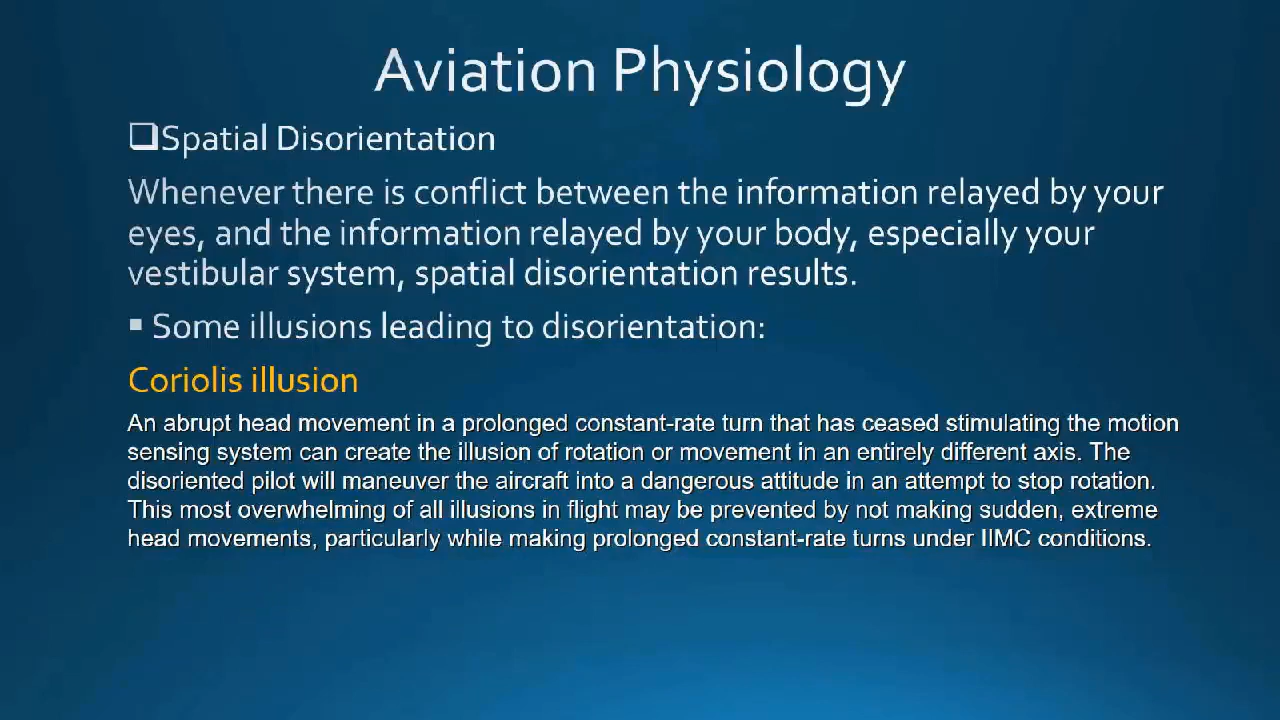 Aviation Physiology
❑Spatial Disorientation
Whenever there is conflict between the information relayed by your
eyes, and the information relayed by your body, especially your
vestibular system, spatial disorientation results.
▪ Some illusions leading to disorientation:
Coriolis illusion
An abrupt head movement in a prolonged constant-rate turn that has ceased stimulating the motion
sensing system can create the illusion of rotation or movement in an entirely different axis. The
disoriented pilot will maneuver the aircraft into a dangerous attitude in an attempt to stop rotation.
This most overwhelming of all illusions in flight may be prevented by not making sudden, extreme
head movements, particularly while making prolonged constant-rate turns under IIMC conditions.